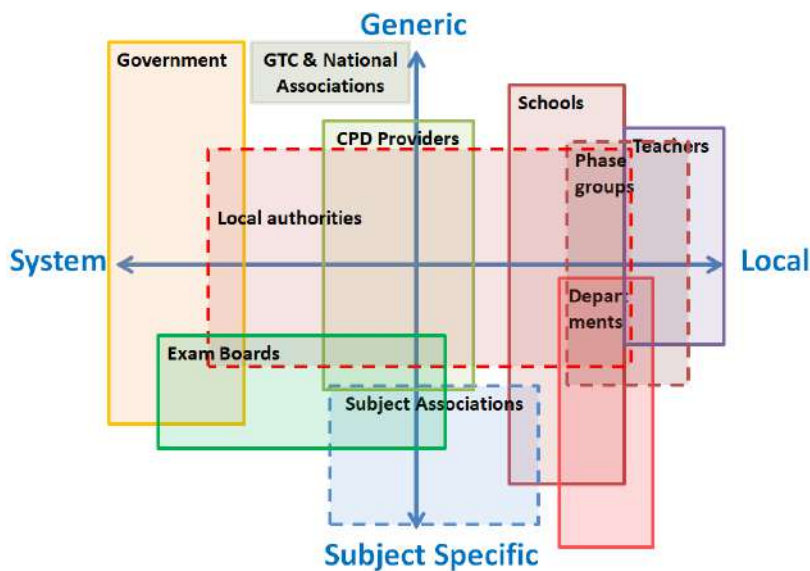 Generic
Government
GTC & National
Associations
Schools
CPD Providers
Teachers
Phase
groups
Local authorities
System
Local
Depart
ments
Exam Boards
Subject Associations
Subject Specific